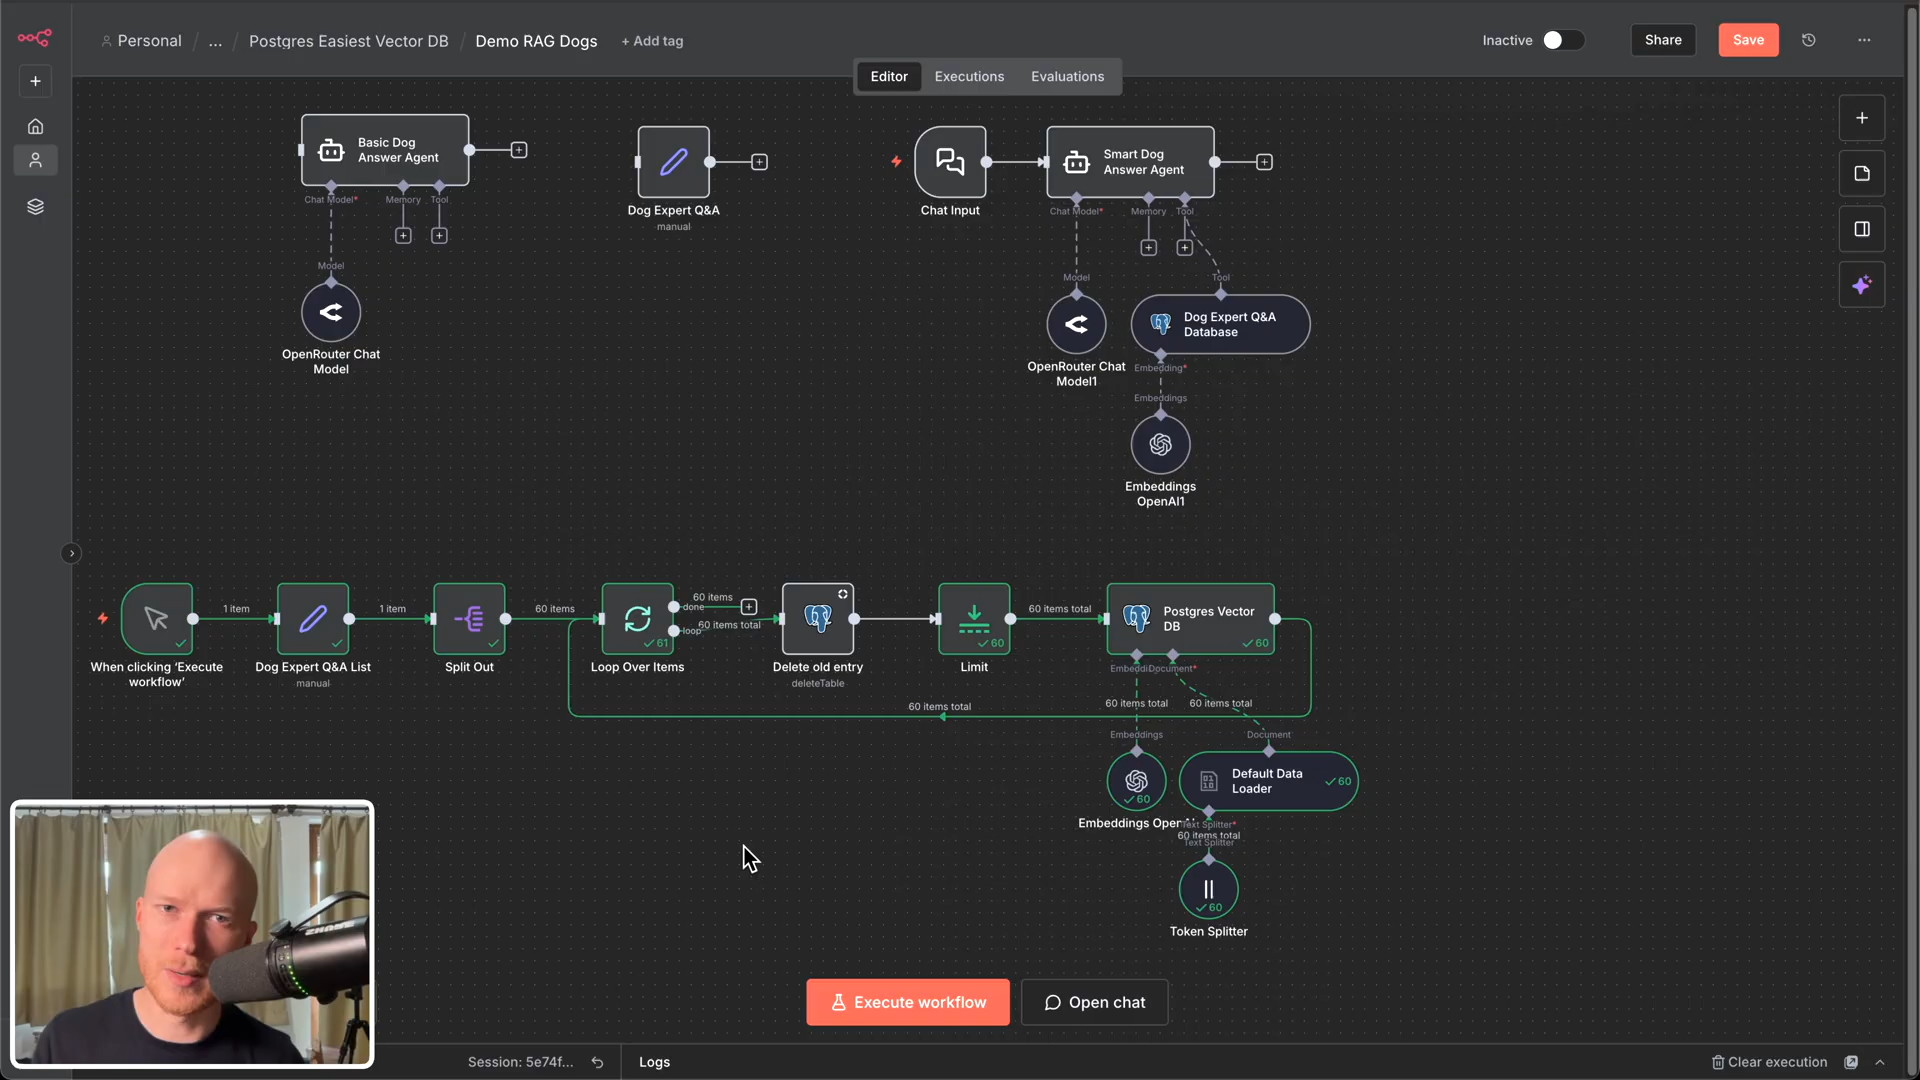 Personal / ... / Postgres Easiest Vector DB / Demo RAG Dogs + Add tag
Inactive
Share
Save
Editor Executions Evaluations
Basic Dog
Answer Agent
Chat Model*
Memory
Tool
Model
OpenRouter Chat
Model
Dog Expert Q&A
manual
Chat Input
Smart Dog
Answer Agent
Chat Model*
Memory
Tool
Model
Tool
OpenRouter Chat
Model1
Dog Expert Q&A
Database
Embedding*
Embeddings
Embeddings
OpenAI1
When clicking ‘Execute
workflow’
1 item
Dog Expert Q&A List
manual
1 item
Split Out
60 items
Loop Over Items
61
60 items
done
60 items total
loop
Delete old entry
deleteTable
Limit
60
60 items total
Postgres Vector
DB
60
Embeddi
Document*
60 items total
60 items total
60 items total
Embeddings
Document
60
Default Data
Loader
60
Text Splitter*
60 items total
Text Splitter
60
Token Splitter
Execute workflow
Open chat
Session: 5e74f...
Logs
Clear execution